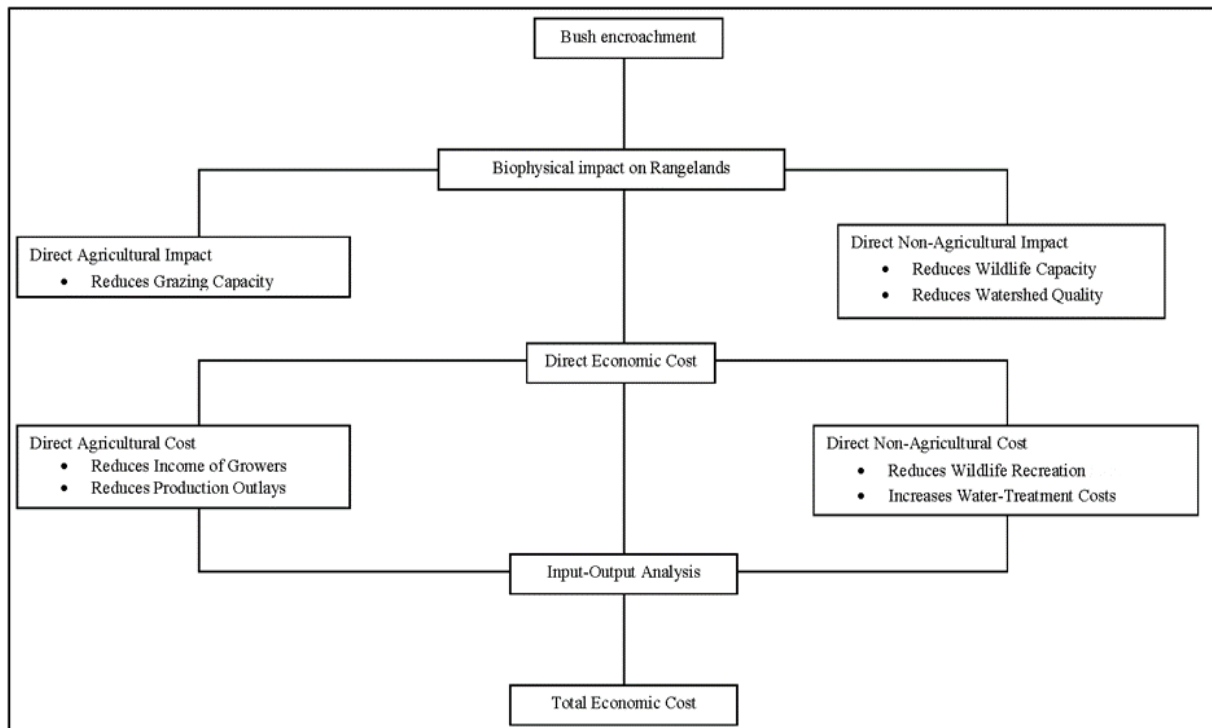 Bush encroachment
Biophysical impact on Rangelands
Direct Agricultural Impact
• Reduces Grazing Capacity
Direct Non-Agricultural Impact
• Reduces Wildlife Capacity
• Reduces Watershed Quality
Direct Economic Cost
Direct Agricultural Cost
• Reduces Income of Growers
• Reduces Production Outlays
Direct Non-Agricultural Cost
• Reduces Wildlife Recreation
• Increases Water-Treatment Costs
Input-Output Analysis
Total Economic Cost